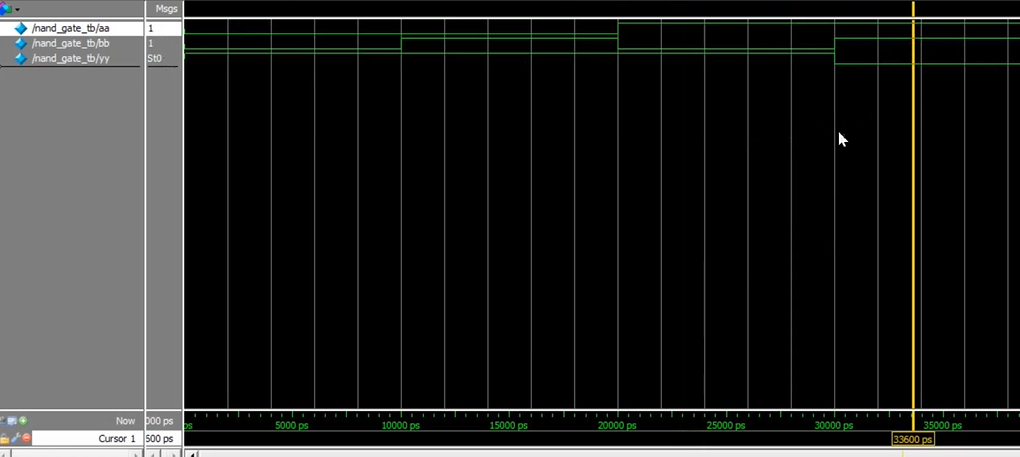 Msgs
/nand_gate_tb/aa 1
/nand_gate_tb/bb 1
/nand_gate_tb/yy St0
Now 000 ps ps 5000 ps 10000 ps 15000 ps 20000 ps 25000 ps 30000 ps 35000 ps
Cursor 1 600 ps 33600 ps